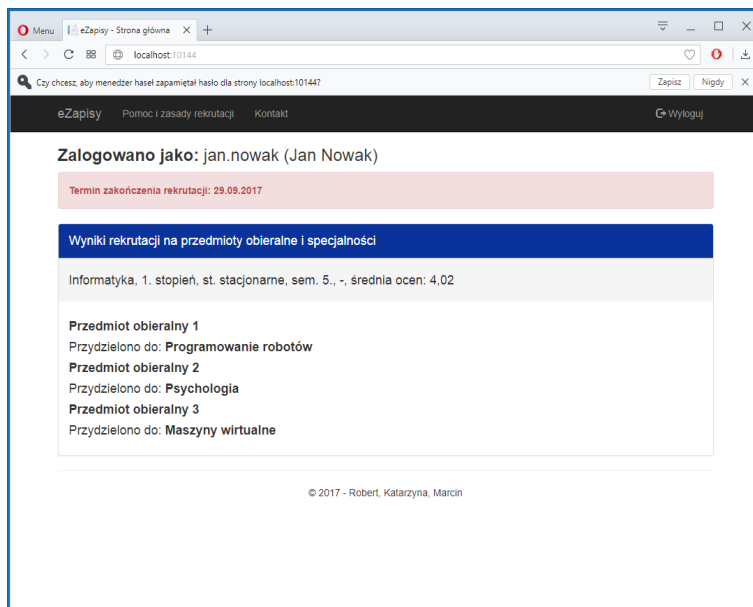 Menu
eZapisy - Strona główna
localhost:10144
Czy chcesz, aby menedżer haseł zapamiętał hasło dla strony localhost:10144?
Zapisz
Nigdy
eZapisy
Pomoc i zasady rekrutacji
Kontakt
Wyloguj
Zalogowano jako: jan.nowak (Jan Nowak)
Termin zakończenia rekrutacji: 29.09.2017
Wyniki rekrutacji na przedmioty obieralne i specjalności
Informatyka, 1. stopień, st. stacjonarne, sem. 5., -, średnia ocen: 4,02
Przedmiot obieralny 1
Przydzielono do: Programowanie robotów
Przedmiot obieralny 2
Przydzielono do: Psychologia
Przedmiot obieralny 3
Przydzielono do: Maszyny wirtualne
© 2017 - Robert, Katarzyna, Marcin